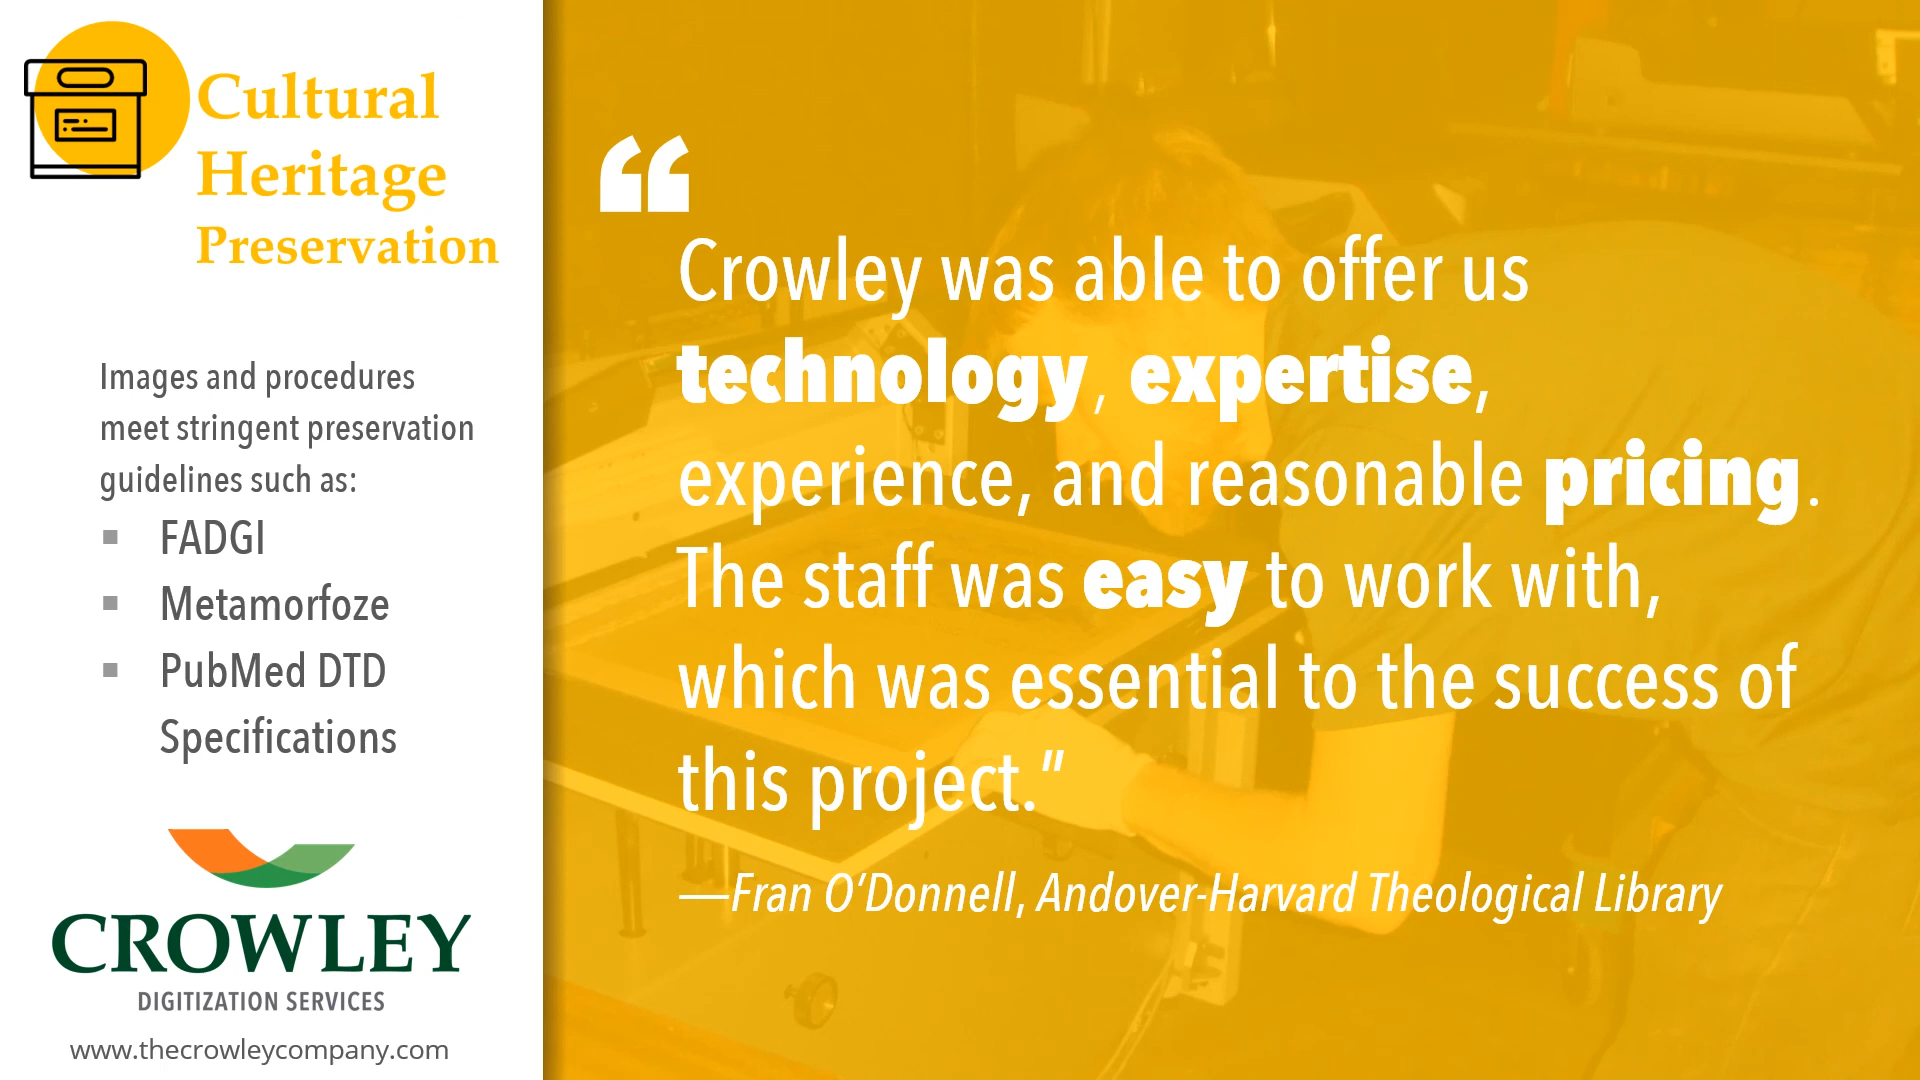 Cultural
Heritage
Preservation
Images and procedures
meet stringent preservation
guidelines such as:
▪ FADGI
▪ Metamorfoze
▪ PubMed DTD
Specifications
CROWLEY
DIGITIZATION SERVICES
www.thecrowleycompany.com
“
Crowley was able to offer us
technology, expertise,
experience, and reasonable pricing.
The staff was easy to work with,
which was essential to the success of
this project."
—Fran O’Donnell, Andover-Harvard Theological Library